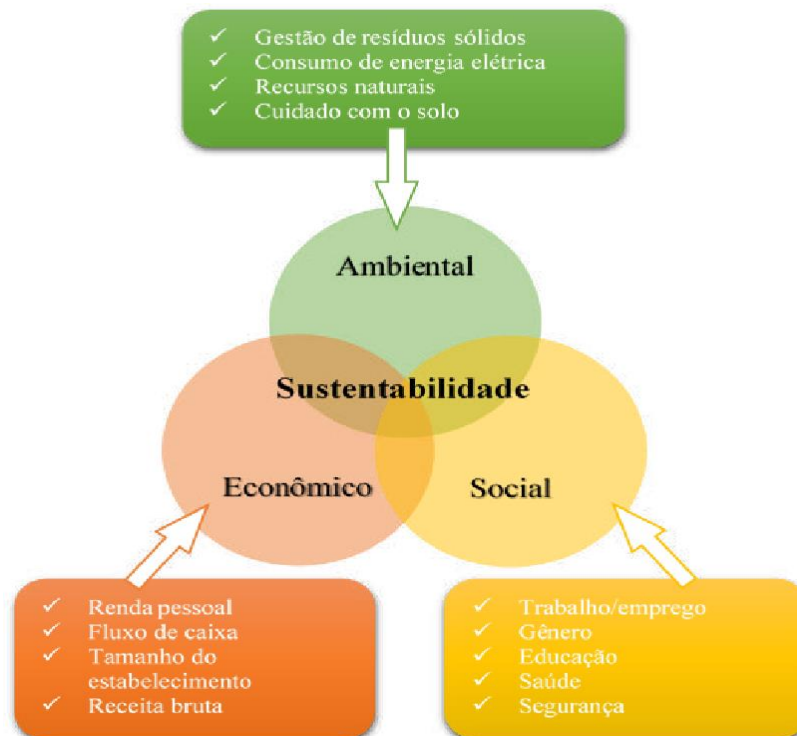 ✓ Gestão de resíduos sólidos
✓ Consumo de energia elétrica
✓ Recursos naturais
✓ Cuidado com o solo
Ambiental
Sustentabilidade
Econômico
Social
✓ Renda pessoal
✓ Fluxo de caixa
✓ Tamanho do
estabelecimento
✓ Receita bruta
✓ Trabalho/emprego
✓ Gênero
✓ Educação
✓ Saúde
✓ Segurança